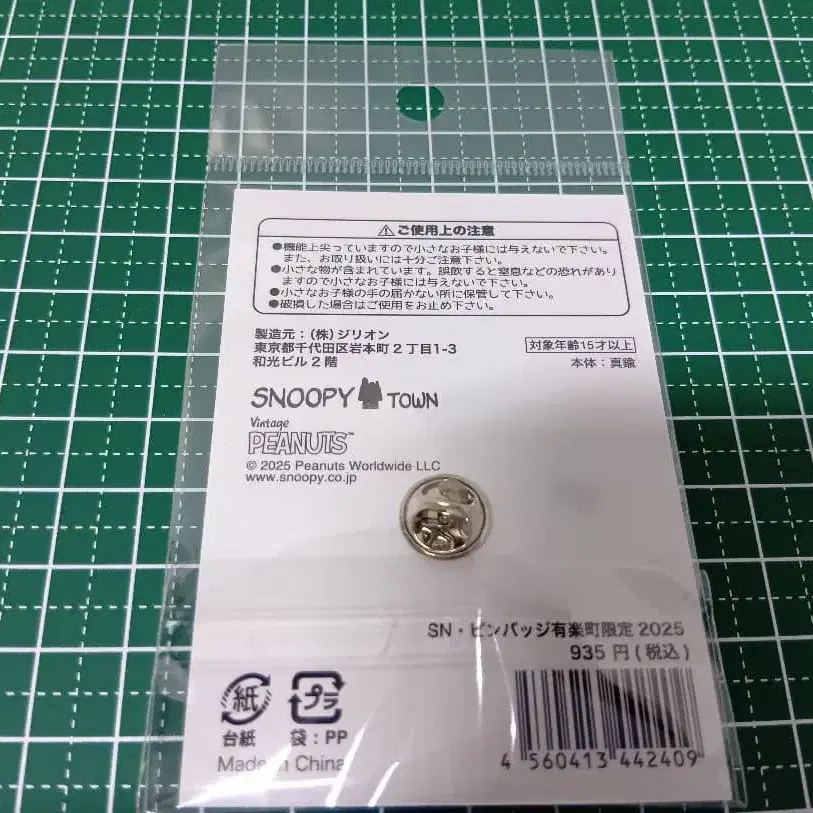 ⚠ご使用上の注意
●機能上尖っていますので小さなお子様には与えないで下さい。
また、お取り扱いには十分ご注意下さい。
●小さな物が含まれています。誤飲すると窒息などの恐れがあり
ますので小さなお子様には与えないで下さい。
●小さなお子様の手の届かない所に保管して下さい。
●破損した場合はご使用をお止め下さい。
製造元：(株)ジリオン
東京都千代田区岩本町２丁目1-3
和光ビル２階
対象年齢15才以上
本体：真鍮
SNOOPY TOWN
Vintage
PEANUTS™
© 2025 Peanuts Worldwide LLC
www.snoopy.co.jp
SN・ピンバッジ有楽町限定 2025
935 円 (税込)
紙
プラ
台紙
袋：PP
Made in China
4 560413 442409